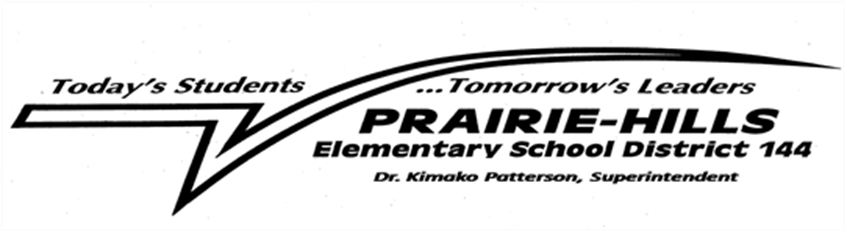 Today's Students ...Tomorrow's Leaders
PRAIRIE-HILLS
Elementary School District 144
Dr. Kimako Patterson, Superintendent